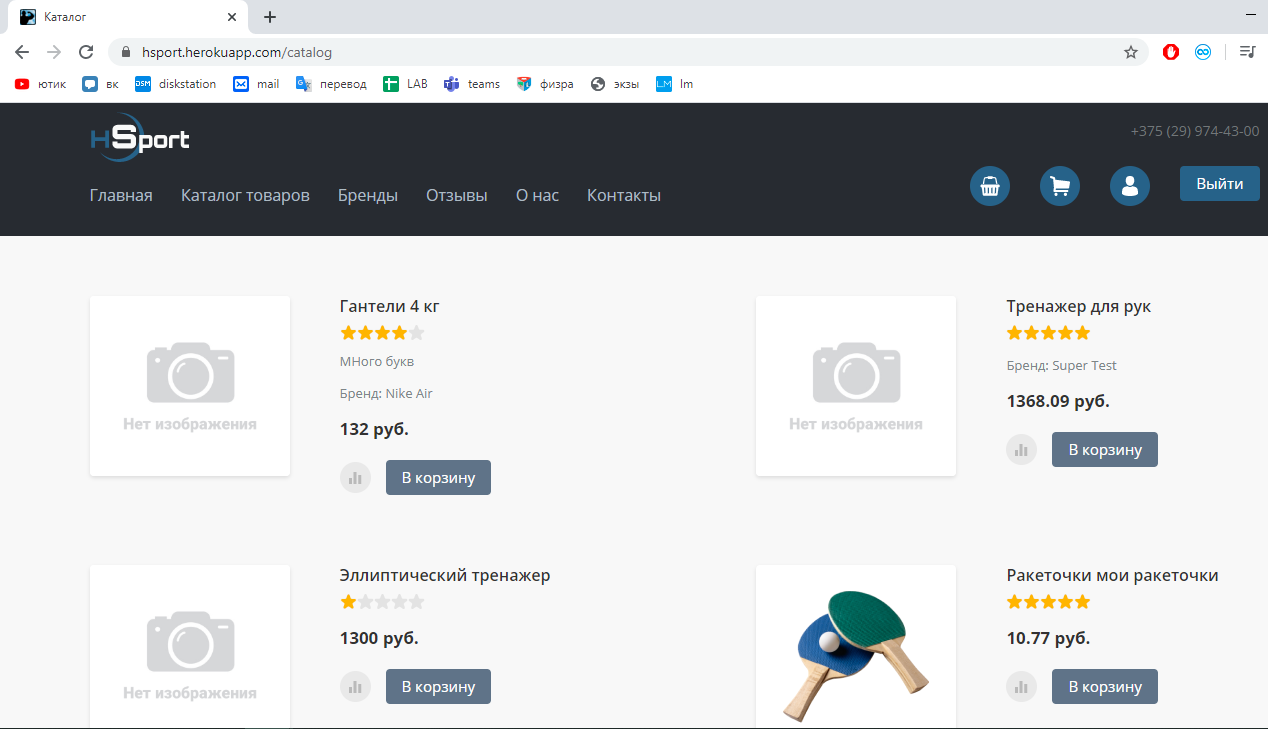 Каталог
hsport.herokuapp.com/catalog
ютик вк DSM diskstation mail перевод LAB teams физра экзы LM lm
HSport
+375 (29) 974-43-00
Главная Каталог товаров Бренды Отзывы О нас Контакты
Выйти
Нет изображения
Гантели 4 кг
МНого букв
Бренд: Nike Air
132 руб.
В корзину
Нет изображения
Тренажер для рук
Бренд: Super Test
1368.09 руб.
В корзину
Нет изображения
Эллиптический тренажер
1300 руб.
В корзину
Ракеточки мои ракеточки
10.77 руб.
В корзину